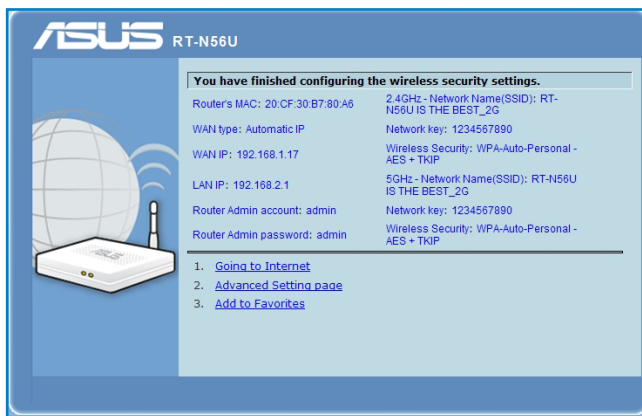 ASUS RT-N56U
You have finished configuring the wireless security settings.
Router's MAC: 20:CF:30:B7:80:A6
2.4GHz - Network Name(SSID): RT-
N56U IS THE BEST_2G
WAN type: Automatic IP
Network key: 1234567890
WAN IP: 192.168.1.17
Wireless Security: WPA-Auto-Personal -
AES + TKIP
LAN IP: 192.168.2.1
5GHz - Network Name(SSID): RT-N56U
IS THE BEST_2G
Router Admin account: admin
Network key: 1234567890
Router Admin password: admin
Wireless Security: WPA-Auto-Personal -
AES + TKIP
1. Going to Internet
2. Advanced Setting page
3. Add to Favorites
ASUS